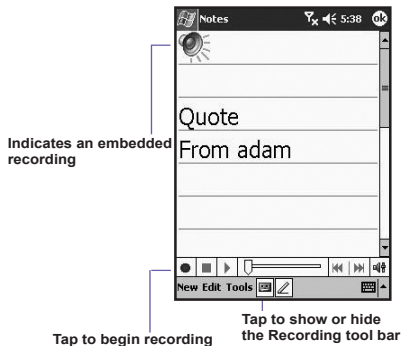 Notes 5:38 ok
Quote
From adam
Indicates an embedded
recording
New Edit Tools
Tap to begin recording
Tap to show or hide
the Recording tool bar